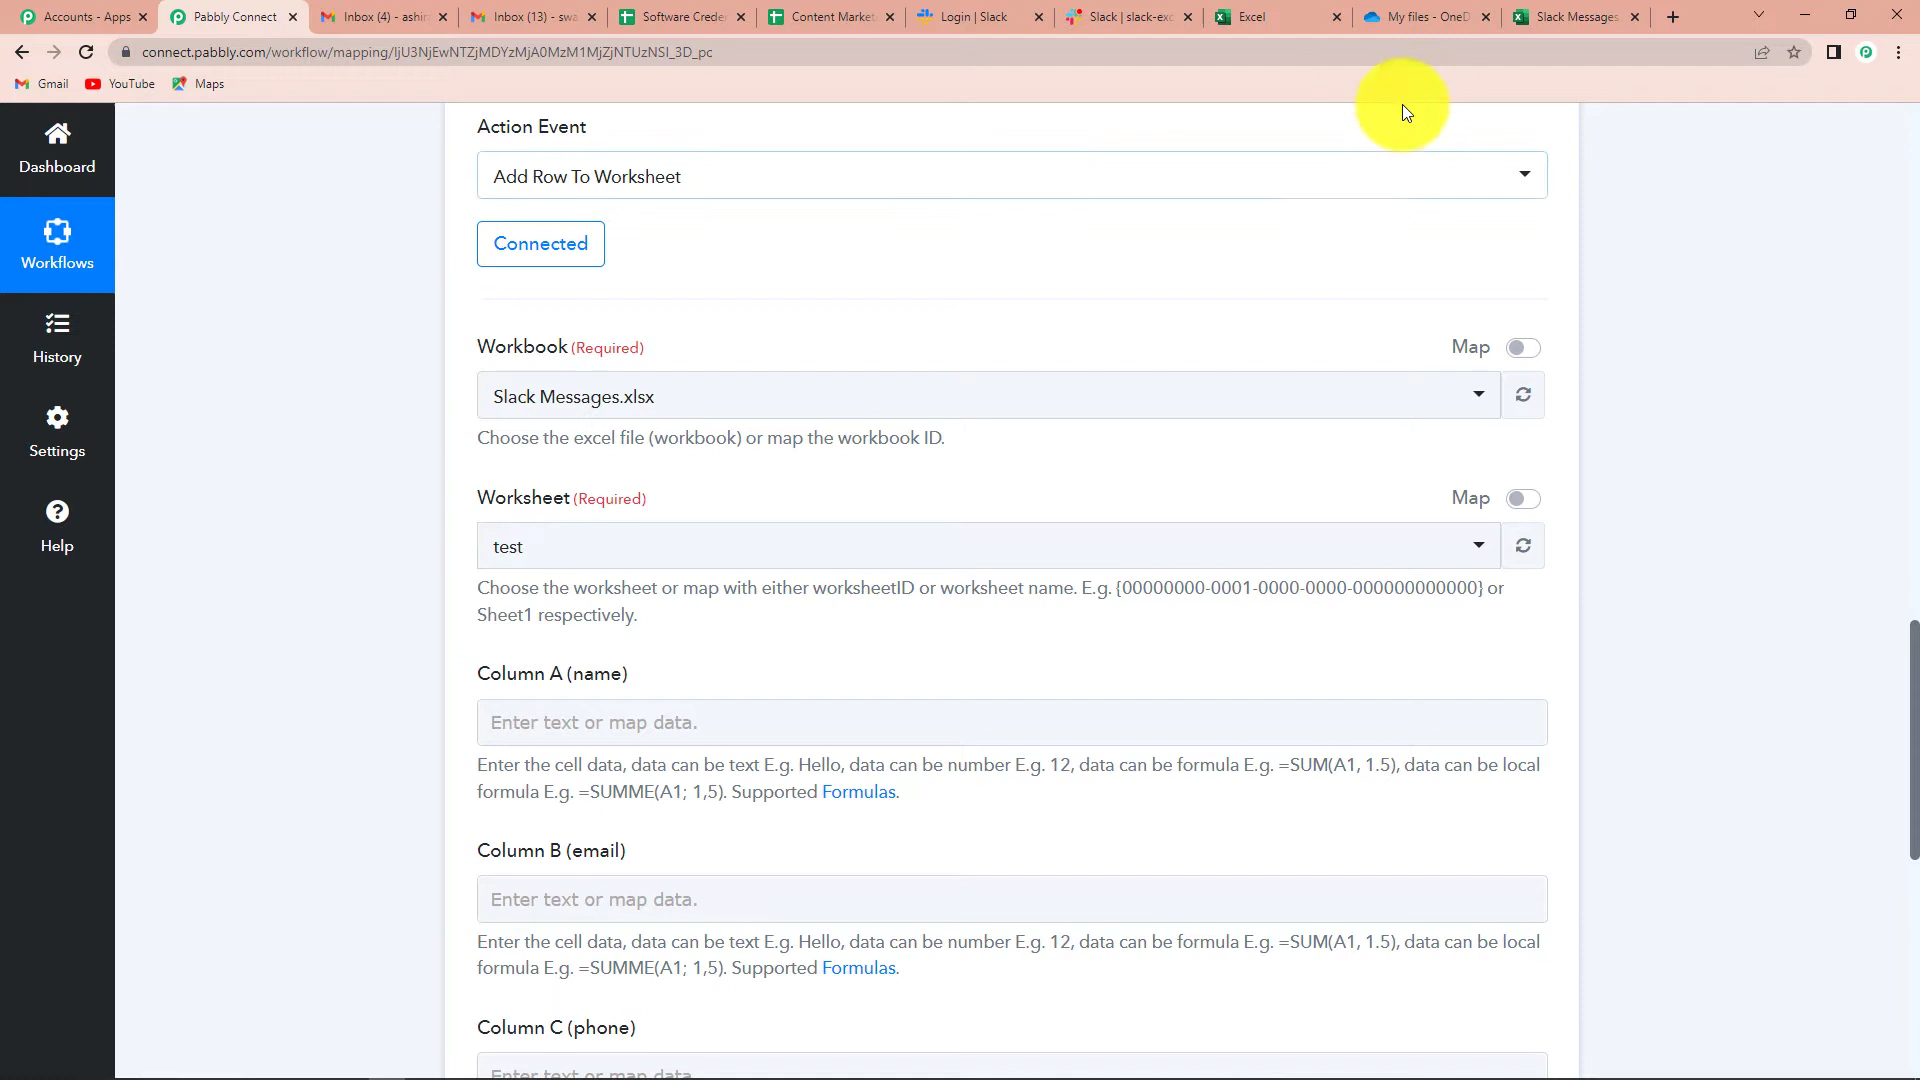 Accounts - Apps
Pabbly Connect
Inbox (4) - ashir
Inbox (13) - swa
Software Creder
Content Market
Login | Slack
Slack | slack-exc
Excel
My files - OneD
Slack Messages
connect.pabbly.com/workflow/mapping/IjU3NjEwNTZjMDYzMjA0MzM1MjZjNTUzNSI_3D_pc
Gmail
YouTube
Maps
Dashboard
Workflows
History
Settings
Help
Action Event
Add Row To Worksheet
Connected
Workbook (Required)
Map
Slack Messages.xlsx
Choose the excel file (workbook) or map the workbook ID.
Worksheet (Required)
Map
test
Choose the worksheet or map with either worksheetID or worksheet name. E.g. {00000000-0001-0000-0000-000000000000} or
Sheet1 respectively.
Column A (name)
Enter text or map data.
Enter the cell data, data can be text E.g. Hello, data can be number E.g. 12, data can be formula E.g. =SUM(A1, 1.5), data can be local
formula E.g. =SUMME(A1; 1,5). Supported Formulas.
Column B (email)
Enter text or map data.
Enter the cell data, data can be text E.g. Hello, data can be number E.g. 12, data can be formula E.g. =SUM(A1, 1.5), data can be local
formula E.g. =SUMME(A1; 1,5). Supported Formulas.
Column C (phone)
Enter text or map data.